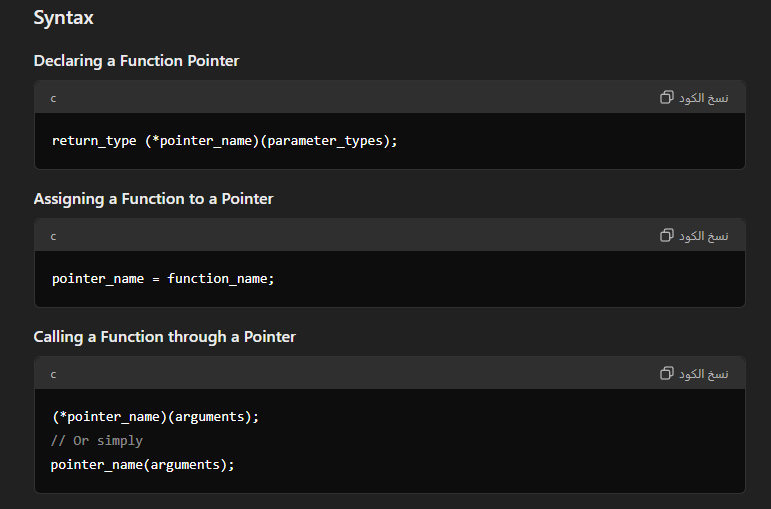 Syntax
Declaring a Function Pointer
c
نسخ الكود
return_type (*pointer_name)(parameter_types);
Assigning a Function to a Pointer
c
نسخ الكود
pointer_name = function_name;
Calling a Function through a Pointer
c
نسخ الكود
(*pointer_name)(arguments);
// Or simply
pointer_name(arguments);